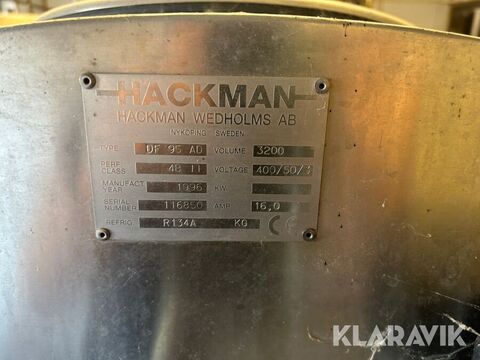 HACKMAN
HACKMAN WEDHOLMS AB
NYKÖPING SWEDEN
TYPE DF 95 AD VOLUME 3200
PERF CLASS 4B II VOLTAGE 400/50/3
MANUFACT YEAR 1996 KW
SERIAL NUMBER 116850 AMP 16,0
REFRIG R134A KG CE
KLARAVIK